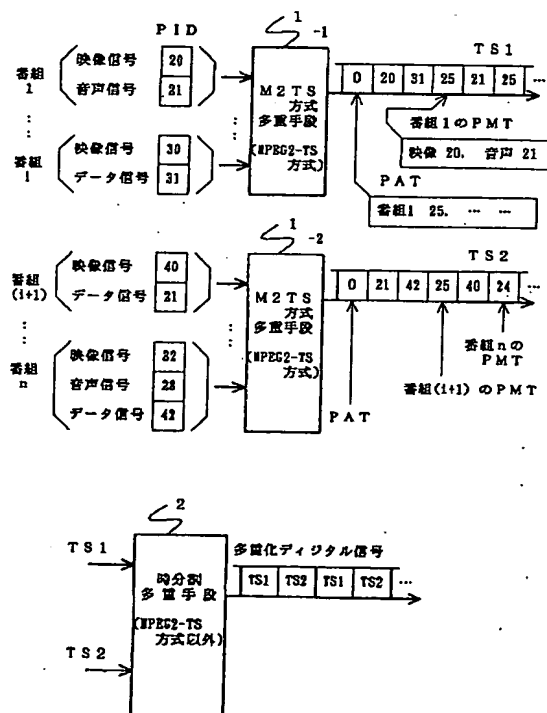 PID
番組
1
映像信号 20
音声信号 21
⋮
番組
i
映像信号 30
データ信号 31
1
-1
M2TS
方式
多重手段
(MPEG2-TS
方式)
TS1
0 20 31 25 21 25 …
番組1のPMT
映像 20, 音声 21
PAT
番組1 25, … …
番組
(i+1)
映像信号 40
データ信号 21
⋮
番組
n
映像信号 32
音声信号 28
データ信号 42
1
-2
M2TS
方式
多重手段
(MPEG2-TS
方式)
TS2
0 21 42 25 40 24 …
番組nの
PMT
番組(i+1)のPMT
PAT
2
TS1
TS2
時分割
多重手段
(MPEG2-TS
方式以外)
多重化ディジタル信号
TS1 TS2 TS1 TS2 …